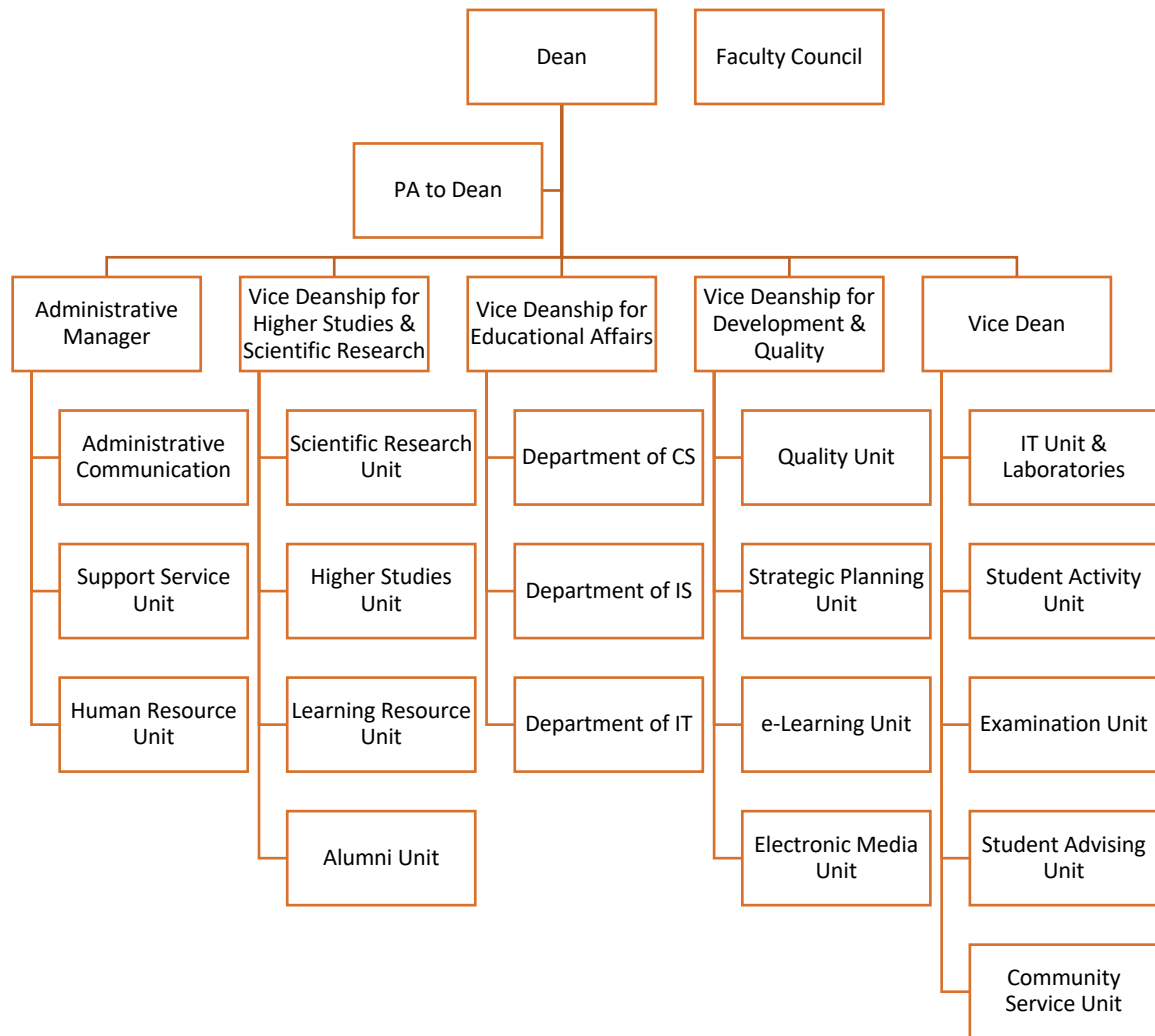 Dean
Faculty Council
PA to Dean
Administrative
Manager
Vice Deanship for
Higher Studies &
Scientific Research
Vice Deanship for
Educational Affairs
Vice Deanship for
Development &
Quality
Vice Dean
Administrative
Communication
Scientific Research
Unit
Department of CS
Quality Unit
IT Unit &
Laboratories
Support Service
Unit
Higher Studies
Unit
Department of IS
Strategic Planning
Unit
Student Activity
Unit
Human Resource
Unit
Learning Resource
Unit
Department of IT
e-Learning Unit
Examination Unit
Alumni Unit
Electronic Media
Unit
Student Advising
Unit
Community
Service Unit